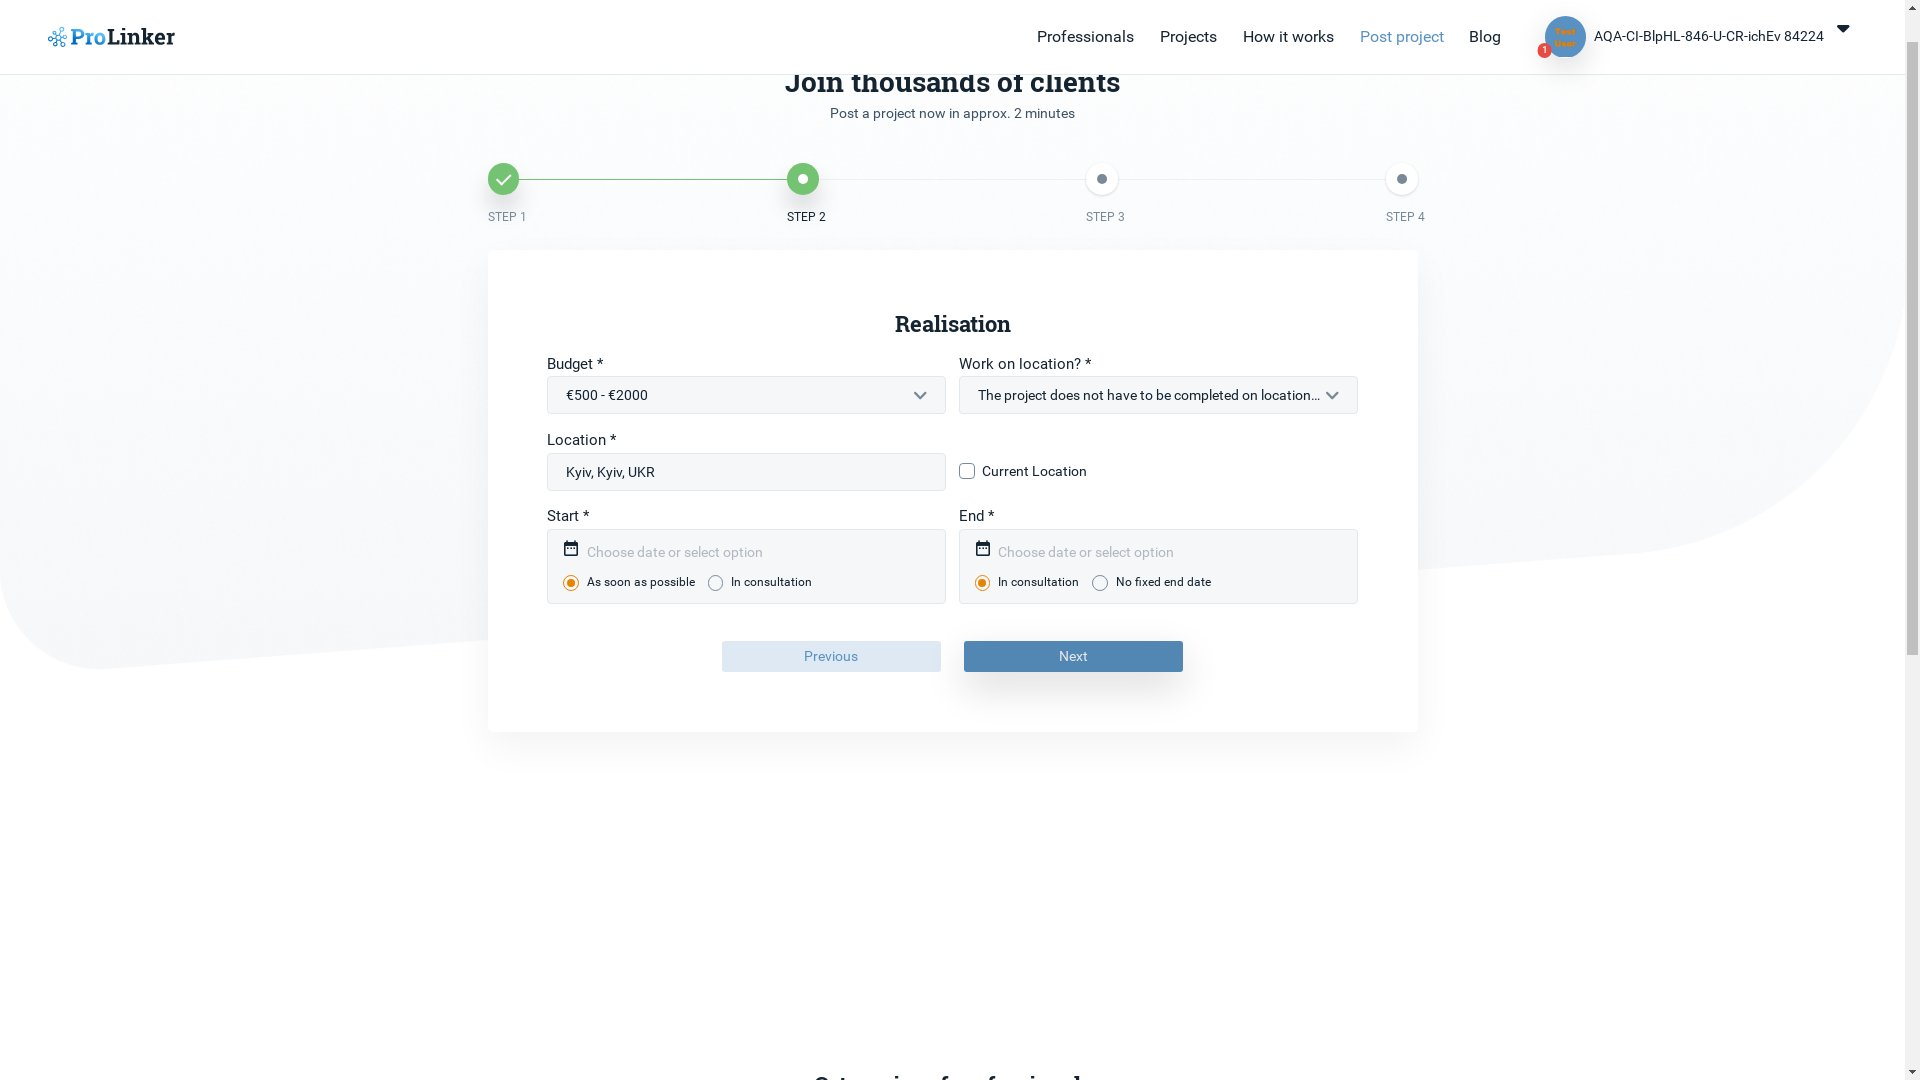 ProLinker
Professionals
Projects
How it works
Post project
Blog
Test User
1
AQA-CI-BlpHL-846-U-CR-ichEv 84224
Join thousands of clients
Post a project now in approx. 2 minutes
STEP 1
STEP 2
STEP 3
STEP 4
Realisation
Budget *
Work on location? *
€500 - €2000
The project does not have to be completed on location...
Location *
Kyiv, Kyiv, UKR
Current Location
Start *
End *
Choose date or select option
Choose date or select option
As soon as possible
In consultation
In consultation
No fixed end date
Previous
Next